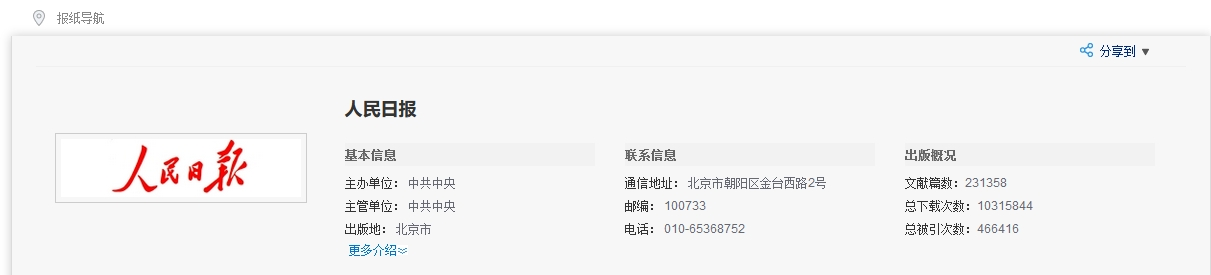 报纸导航
分享到▼
人民日报
人民日报
基本信息
主办单位：中共中央
主管单位：中共中央
出版地：北京市
更多介绍
联系信息
通信地址：北京市朝阳区金台西路2号
邮编：100733
电话：010-65368752
出版概况
文献篇数：231358
总下载次数：10315844
总被引次数：466416